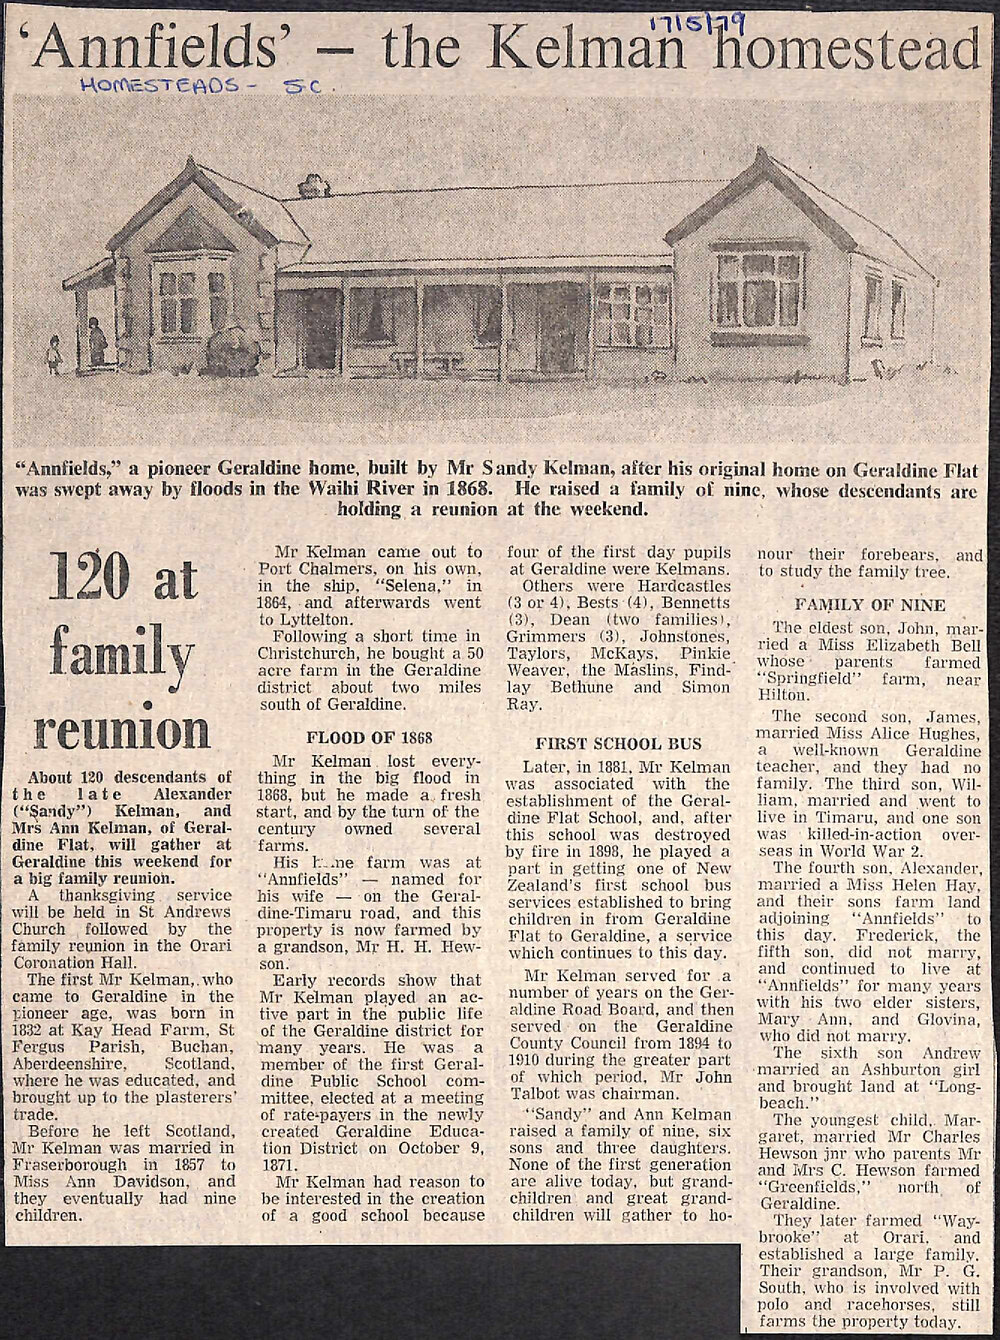 17/5/79
'Annfields' — the Kelman homestead
HOMESTEADS - SC.
"Annfields," a pioneer Geraldine home, built by Mr Sandy Kelman, after his original home on Geraldine Flat
was swept away by floods in the Waihi River in 1868. He raised a family of nine, whose descendants are
holding a reunion at the weekend.
120 at
family
reunion
About 120 descendants of
the late Alexander
("Sandy") Kelman, and
Mrs Ann Kelman, of Geral-
dine Flat, will gather at
Geraldine this weekend for
a big family reunion.
A thanksgiving service
will be held in St Andrews
Church followed by the
family reunion in the Orari
Coronation Hall.
The first Mr Kelman, who
came to Geraldine in the
pioneer age, was born in
1832 at Kay Head Farm, St
Fergus Parish, Buchan,
Aberdeenshire, Scotland,
where he was educated, and
brought up to the plasterers'
trade.
Before he left Scotland,
Mr Kelman was married in
Fraserborough in 1857 to
Miss Ann Davidson, and
they eventually had nine
children.
Mr Kelman came out to
Port Chalmers, on his own,
in the ship, "Selena," in
1864, and afterwards went
to Lyttelton.
Following a short time in
Christchurch, he bought a 50
acre farm in the Geraldine
district about two miles
south of Geraldine.
FLOOD OF 1868
Mr Kelman lost every-
thing in the big flood in
1868, but he made a fresh
start, and by the turn of the
century owned several
farms.
His farm was at
"Annfields" — named for
his wife — on the Geral-
dine-Timaru road, and this
property is now farmed by
a grandson, Mr H. H. Hew-
son.
Early records show that
Mr Kelman played an ac-
tive part in the public life
of the Geraldine district for
many years. He was a
member of the first Geral-
dine Public School com-
mittee, elected at a meeting
of rate-payers in the newly
created Geraldine Educa-
tion District on October 9,
1871.
Mr Kelman had reason to
be interested in the creation
of a good school because
four of the first day pupils
at Geraldine were Kelmans.
Others were Hardcastles
(3 or 4), Bests (4), Bennetts
(3), Dean (two families),
Grimmers (3), Johnstones,
Taylors, McKays, Pinkie
Weaver, the Maslins, Find-
lay Bethune and Simon
Ray.
FIRST SCHOOL BUS
Later, in 1881, Mr Kelman
was associated with the
establishment of the Geral-
dine Flat School, and, after
this school was destroyed
by fire in 1898, he played a
part in getting one of New
Zealand's first school bus
services established to bring
children in from Geraldine
Flat to Geraldine, a service
which continues to this day.
Mr Kelman served for a
number of years on the Ger-
aldine Road Board, and then
served on the Geraldine
County Council from 1894 to
1910 during the greater part
of which period, Mr John
Talbot was chairman.
"Sandy" and Ann Kelman
raised a family of nine, six
sons and three daughters.
None of the first generation
are alive today, but grand-
children and great grand-
children will gather to ho-
nour their forebears, and
to study the family tree.
FAMILY OF NINE
The eldest son, John, mar-
ried a Miss Elizabeth Bell
whose parents farmed
"Springfield" farm, near
Hilton.
The second son, James,
married Miss Alice Hughes,
a well-known Geraldine
teacher, and they had no
family. The third son, Wil-
liam, married and went to
live in Timaru, and one son
was killed-in-action over-
seas in World War 2.
The fourth son, Alexander,
married a Miss Helen Hay,
and their sons farm land
adjoining "Annfields" to
this day. Frederick, the
fifth son, did not marry,
and continued to live at
"Annfields" for many years
with his two elder sisters,
Mary Ann, and Glovina,
who did not marry.
The sixth son Andrew
married an Ashburton girl
and brought land at "Long-
beach."
The youngest child, Mar-
garet, married Mr Charles
Hewson jnr who parents Mr
and Mrs C. Hewson farmed
"Greenfields," north of
Geraldine.
They later farmed "Way-
brooke" at Orari, and
established a large family.
Their grandson, Mr P. G.
South, who is involved with
polo and racehorses, still
farms the property today.